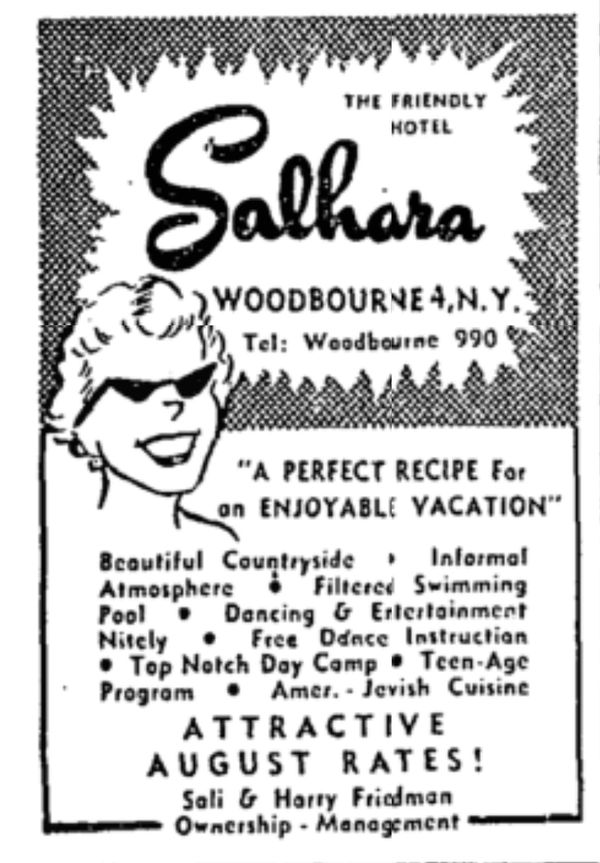 THE FRIENDLY
HOTEL
Salhara
WOODBOURNE 4, N.Y.
Tel: Woodbourne 990
"A PERFECT RECIPE For
an ENJOYABLE VACATION"
Beautiful Countryside • Informal
Atmosphere • Filtered Swimming
Pool • Dancing & Entertainment
Nitely • Free Dance Instruction
• Top Notch Day Camp • Teen-Age
Program • Amer. - Jewish Cuisine
ATTRACTIVE
AUGUST RATES!
Sali & Harry Friedman
Ownership - Management